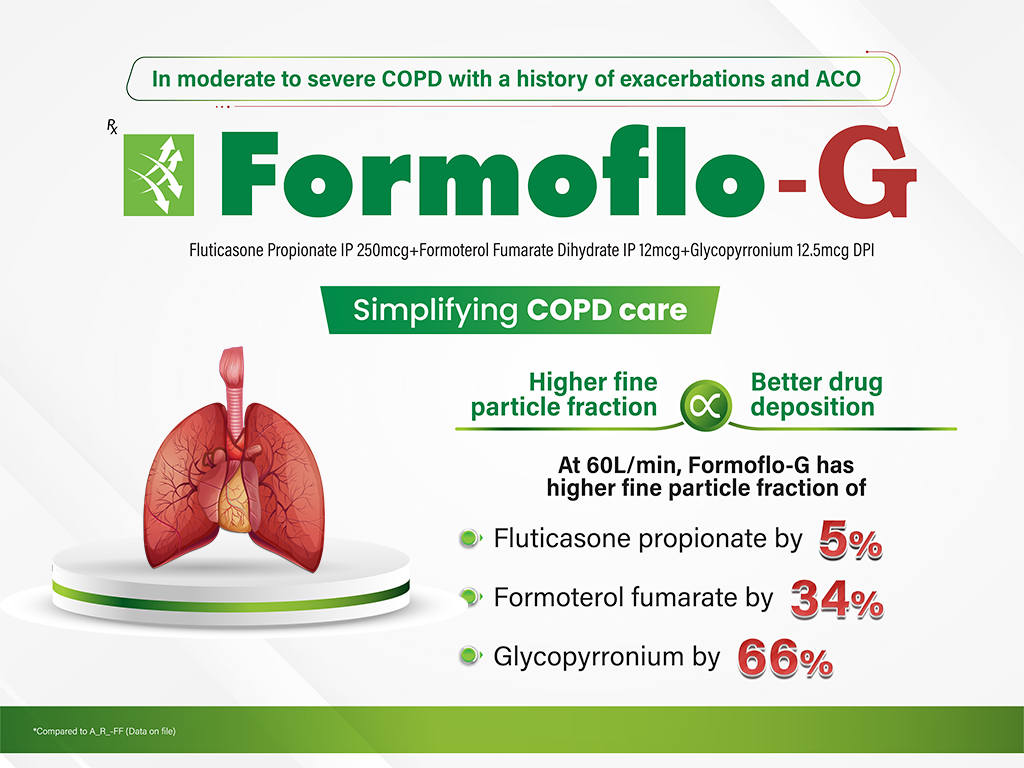 In moderate to severe COPD with a history of exacerbations and ACO
Rx
Formoflo-G
Fluticasone Propionate IP 250mcg+Formoterol Fumarate Dihydrate IP 12mcg+Glycopyrronium 12.5mcg DPI
Simplifying COPD care
Higher fine
particle fraction
∝
Better drug
deposition
At 60L/min, Formoflo-G has
higher fine particle fraction of
Fluticasone propionate by 5%
Formoterol fumarate by 34%
Glycopyrronium by 66%
*Compared to A_R_-FF (Data on file)